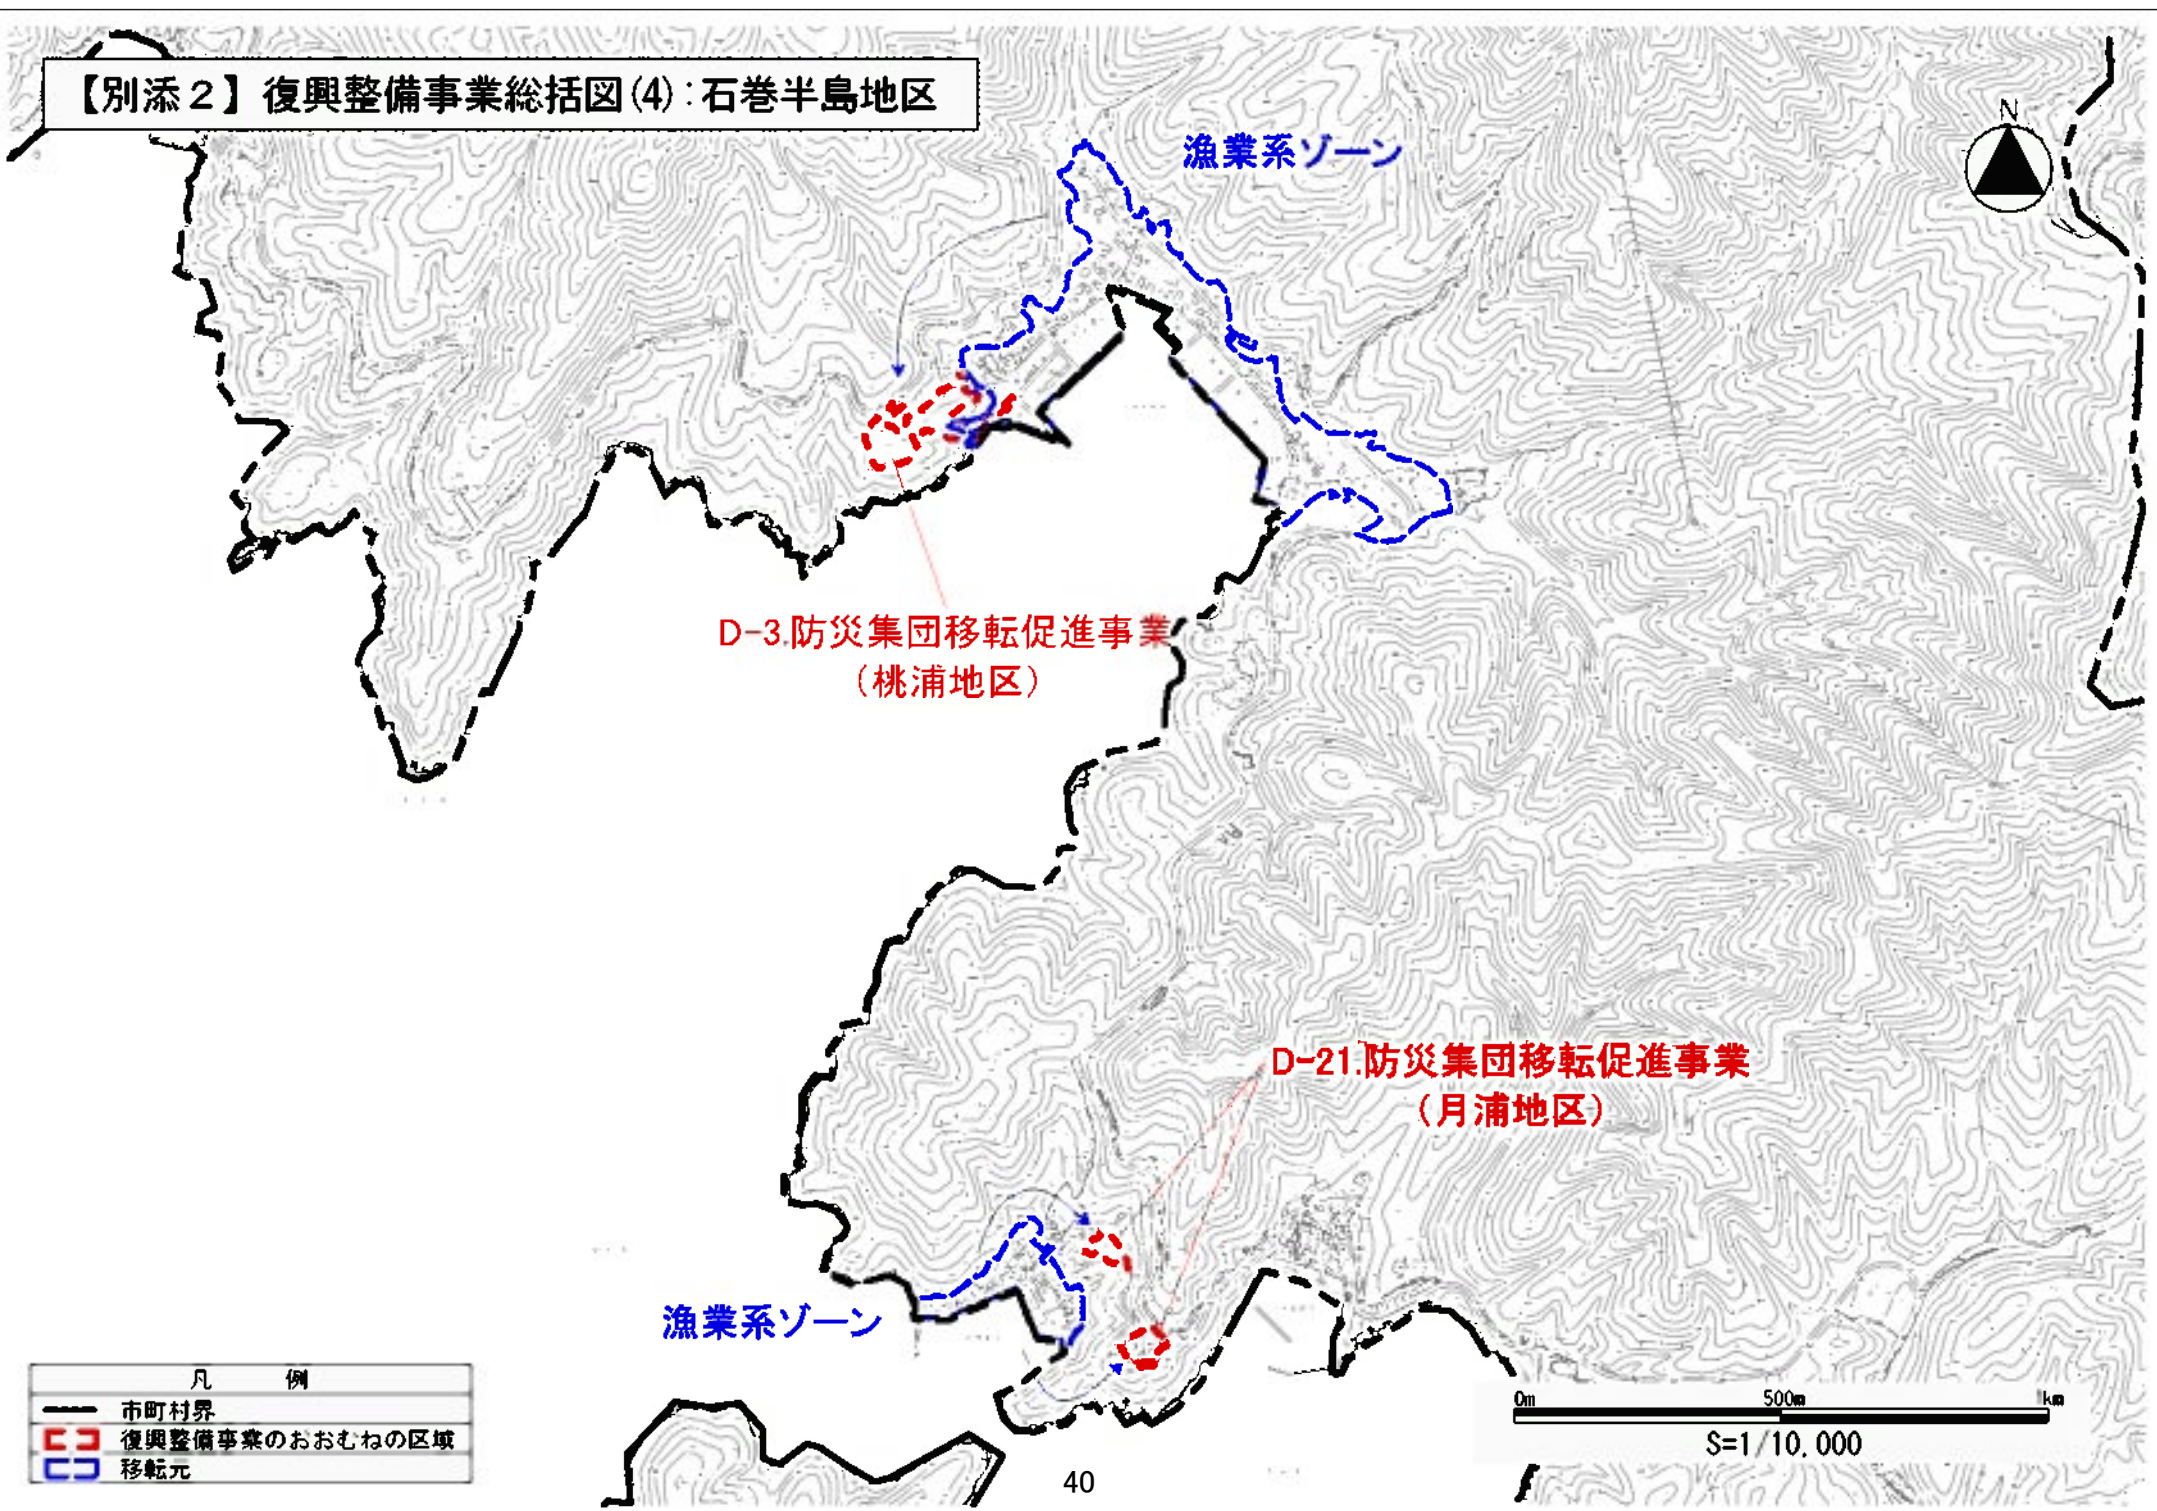 【別添２】復興整備事業総括図(4):石巻半島地区
N
漁業系ゾーン
D-3.防災集団移転促進事業
（桃浦地区）
D-21.防災集団移転促進事業
（月浦地区）
漁業系ゾーン
凡　例
市町村界
復興整備事業のおおむねの区域
移転元
0m 500m 1km
S=1/10,000
40